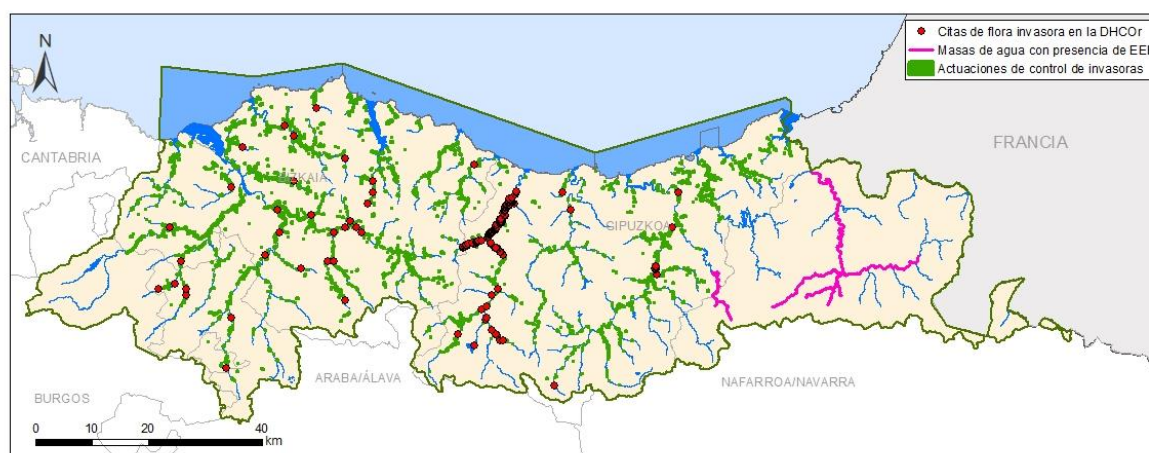 N
Citas de flora invasora en la DHCOr
Masas de agua con presencia de EEI
Actuaciones de control de invasoras
FRANCIA
CANTABRIA
BIZKAIA
GIPUZKOA
ARABA/ÁLAVA
NAFARROA/NAVARRA
BURGOS
0 10 20 40
km